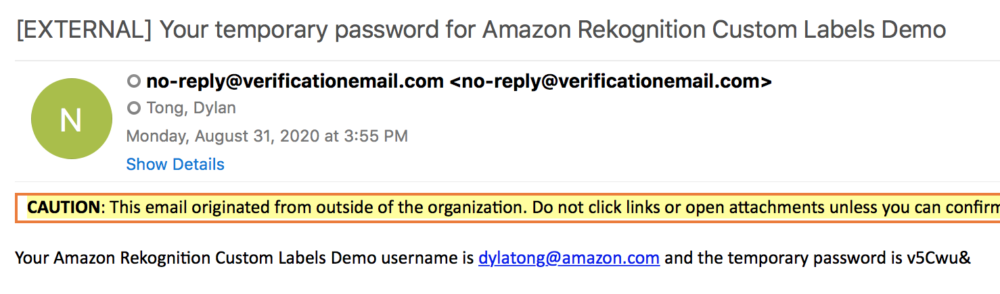 [EXTERNAL] Your temporary password for Amazon Rekognition Custom Labels Demo
N
no-reply@verificationemail.com <no-reply@verificationemail.com>
Tong, Dylan
Monday, August 31, 2020 at 3:55 PM
Show Details
CAUTION: This email originated from outside of the organization. Do not click links or open attachments unless you can confirm
Your Amazon Rekognition Custom Labels Demo username is dylatong@amazon.com and the temporary password is v5Cwu&